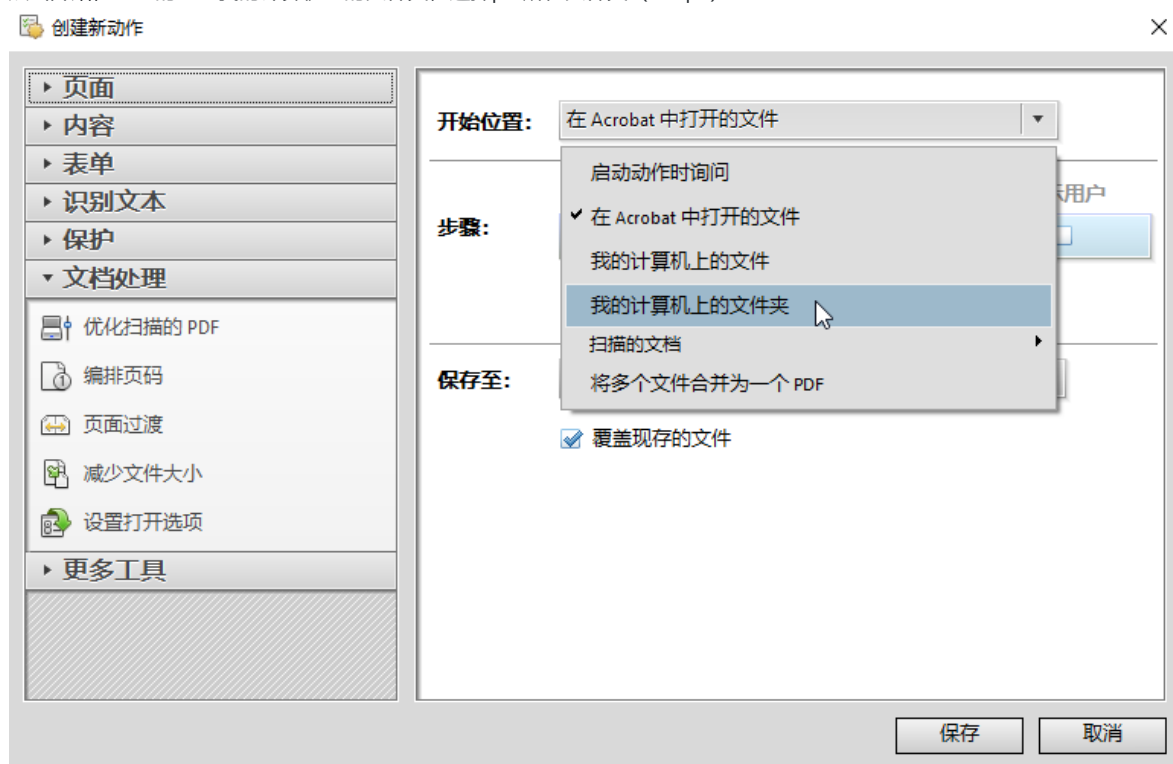 创建新动作
页面
内容
表单
识别文本
保护
文档处理
优化扫描的 PDF
编排页码
页面过渡
减少文件大小
设置打开选项
更多工具
开始位置: 在 Acrobat 中打开的文件
启动动作时询问
在 Acrobat 中打开的文件
我的计算机上的文件
我的计算机上的文件夹
扫描的文档
将多个文件合并为一个 PDF
用户
步骤:
保存至:
覆盖现存的文件
保存 取消